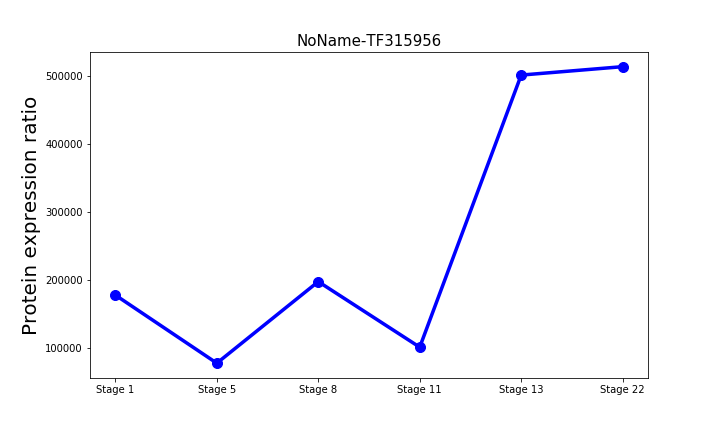 NoName-TF315956
Protein expression ratio
500000
400000
300000
200000
100000
Stage 1
Stage 5
Stage 8
Stage 11
Stage 13
Stage 22